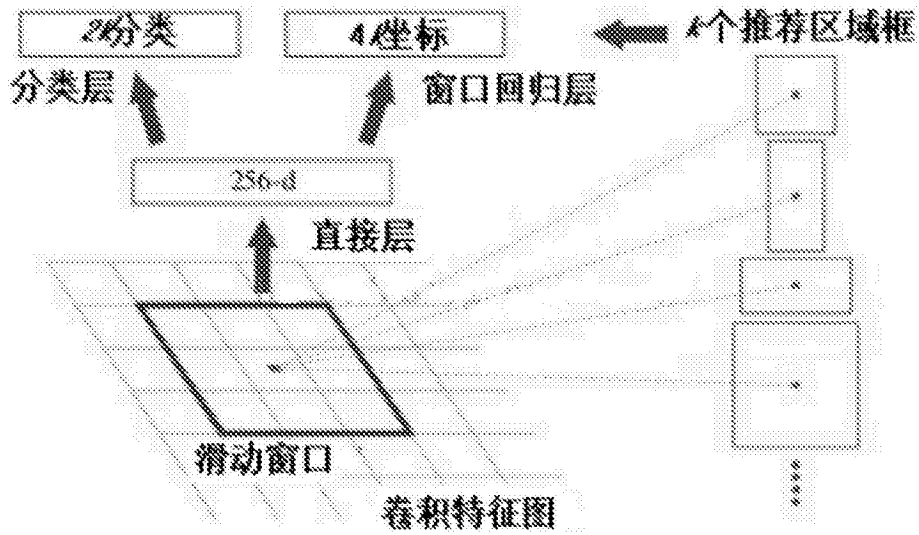 2k分类
4k坐标
k个推荐区域框
分类层
窗口回归层
256-d
直接层
滑动窗口
卷积特征图